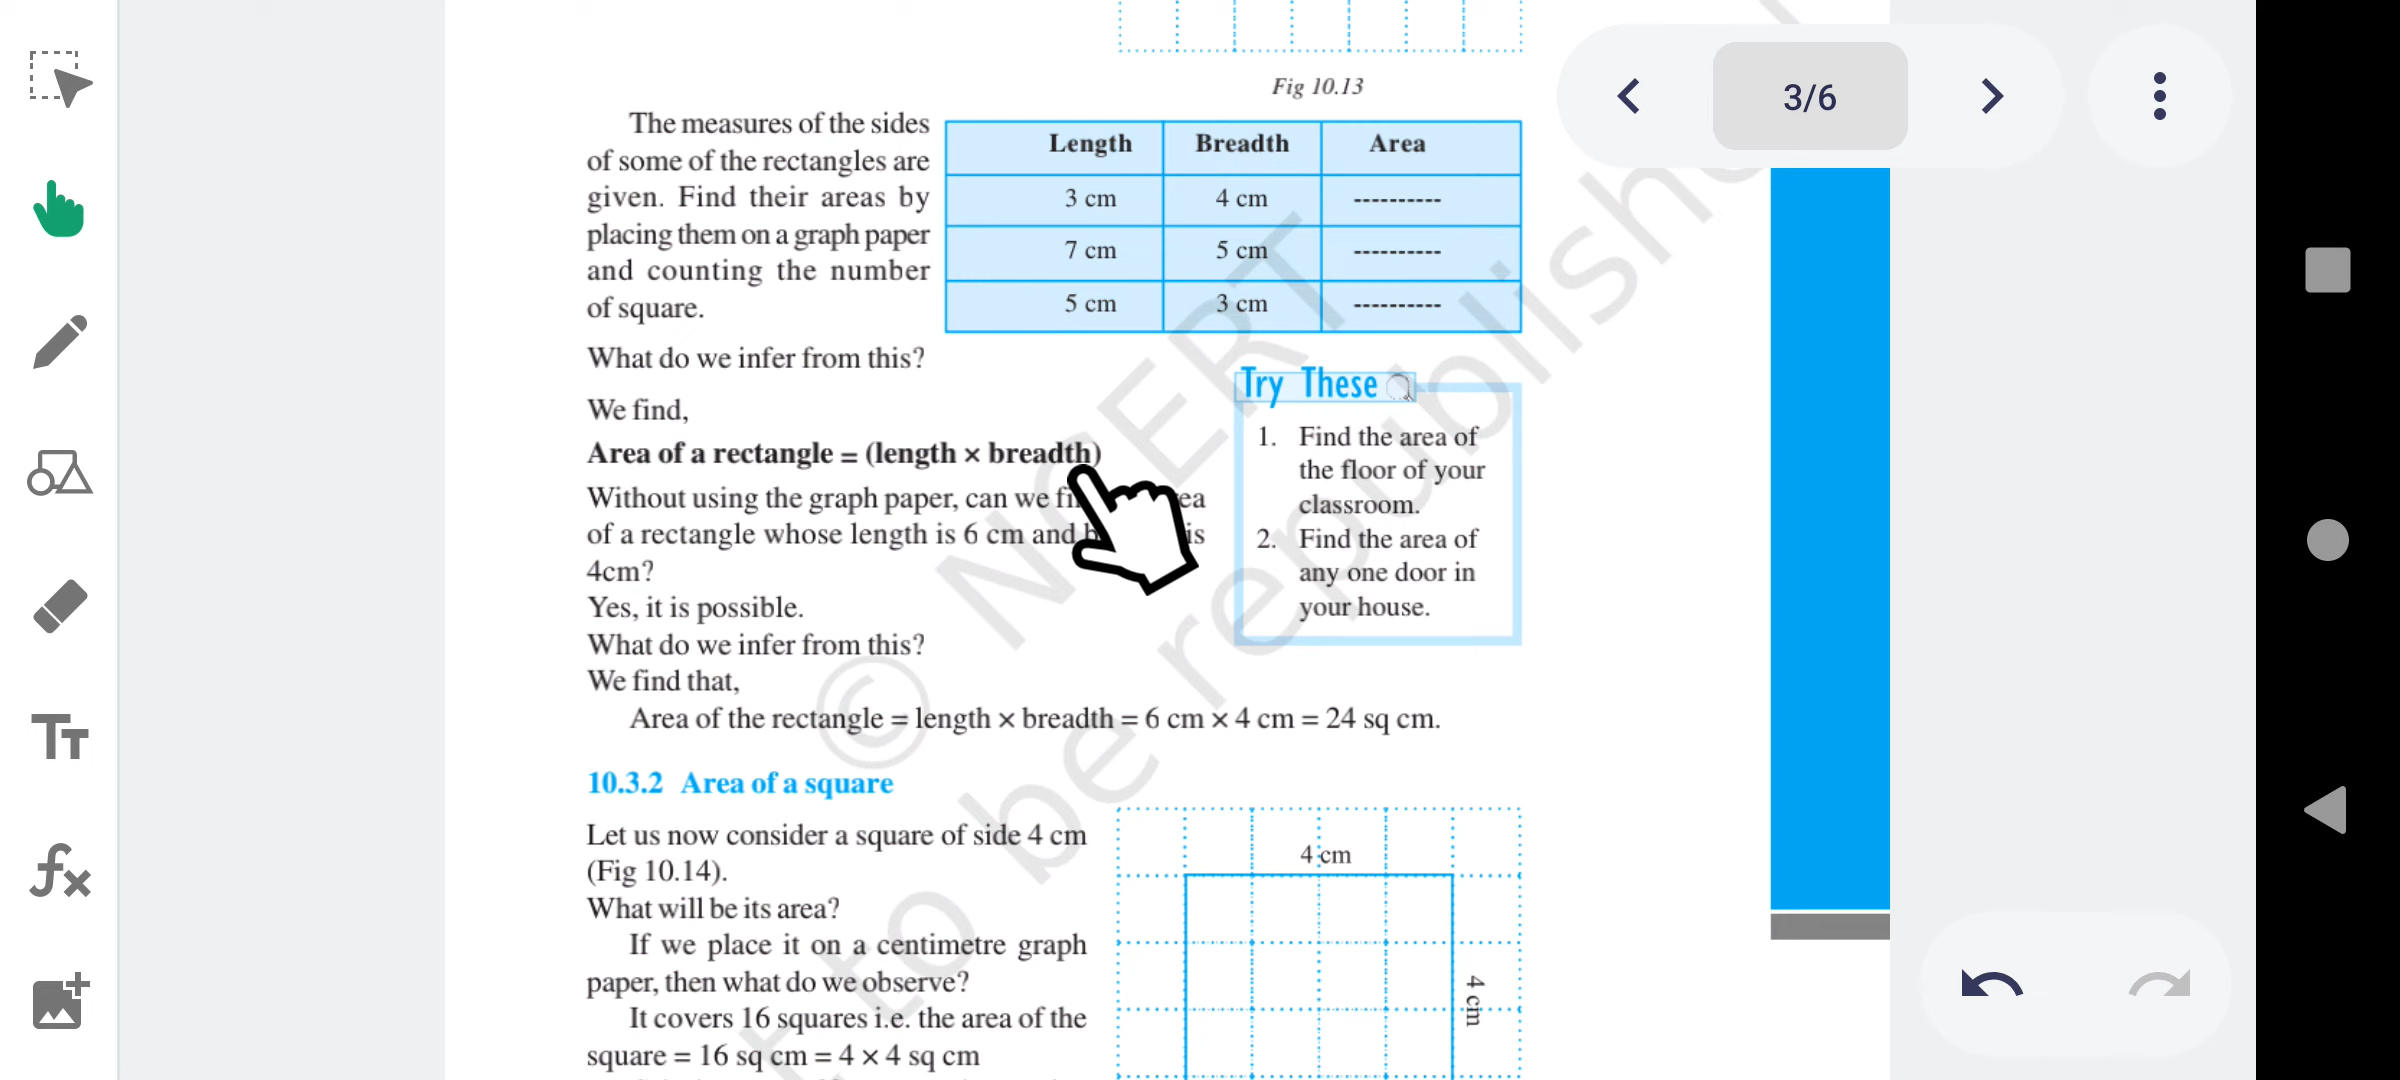 Fig 10.13
The measures of the sides
of some of the rectangles are
given. Find their areas by
placing them on a graph paper
and counting the number
of square.
Length Breadth Area
3 cm 4 cm ----------
7 cm 5 cm ----------
5 cm 3 cm ----------
What do we infer from this?
We find,
Area of a rectangle = (length × breadth)
Without using the graph paper, can we
of a rectangle whose length is 6 cm and is
4cm?
Yes, it is possible.
What do we infer from this?
We find that,
Area of the rectangle = length × breadth = 6 cm × 4 cm = 24 sq cm.
Try These
1. Find the area of
the floor of your
classroom.
2. Find the area of
any one door in
your house.
10.3.2 Area of a square
Let us now consider a square of side 4 cm
(Fig 10.14).
What will be its area?
If we place it on a centimetre graph
paper, then what do we observe?
It covers 16 squares i.e. the area of the
square = 16 sq cm = 4 × 4 sq cm
4 cm
4 cm
© NCERT
to be republished
3/6
Tт
fx